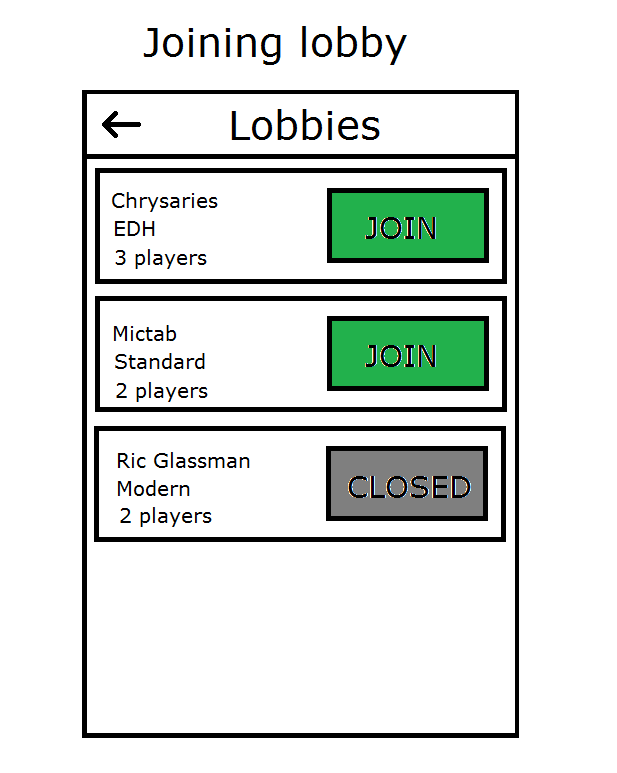 Joining lobby
Lobbies
Chrysaries
EDH
3 players
JOIN
Mictab
Standard
2 players
JOIN
Ric Glassman
Modern
2 players
CLOSED